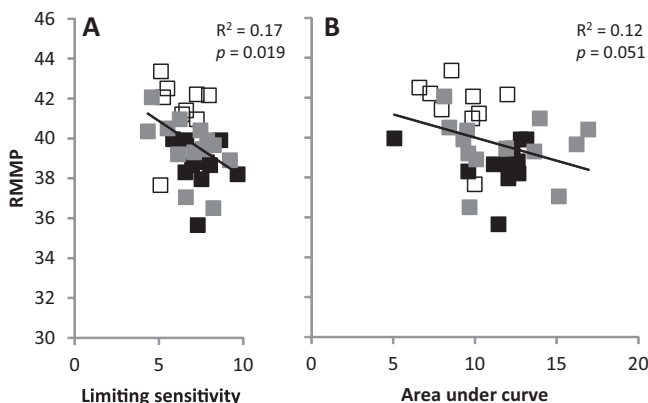 A
R² = 0.17
p = 0.019
B
R² = 0.12
p = 0.051
RMMP
46
44
42
40
38
36
34
32
30
0 5 10
0 5 10 15 20
Limiting sensitivity
Area under curve